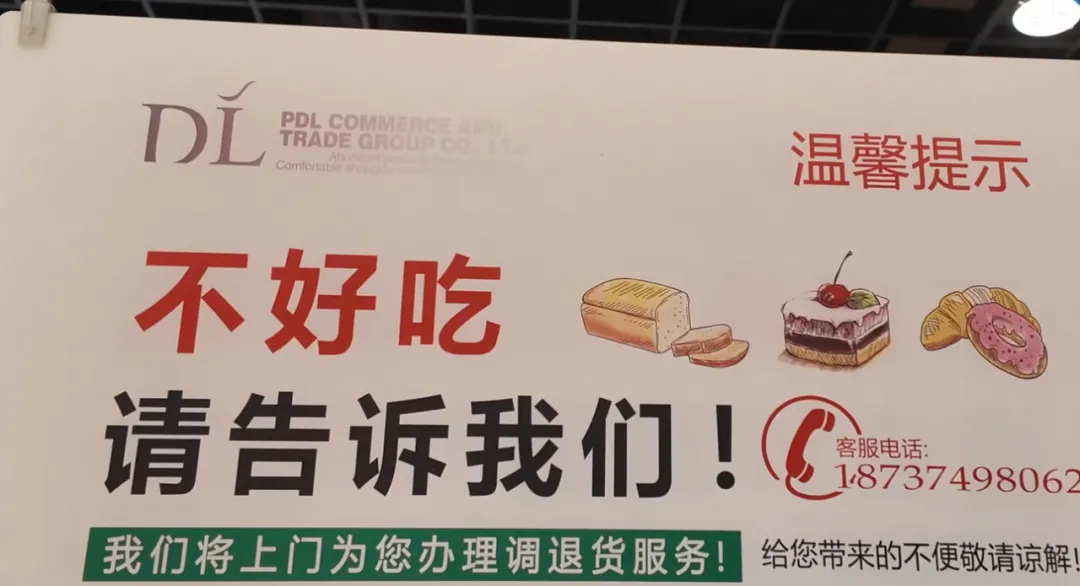 DL
PDL COMMERCE AND
TRADE GROUP CO., LTD
Comfortable shopping
温馨提示
不好吃
请告诉我们！
客服电话:
18737498062
我们将上门为您办理调退货服务!
给您带来的不便敬请谅解!